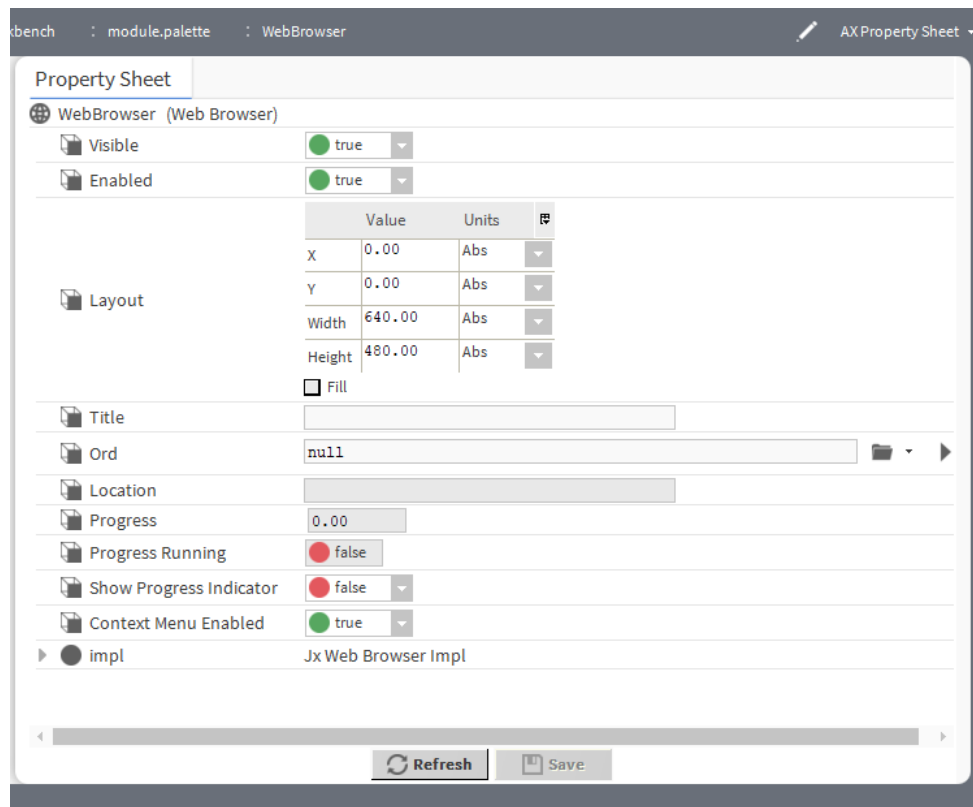 kbench : module.palette : WebBrowser AX Property Sheet
Property Sheet
WebBrowser (Web Browser)
Visible true
Enabled true
Value Units
X 0.00 Abs
Y 0.00 Abs
Layout
Width 640.00 Abs
Height 480.00 Abs
Fill
Title
Ord null
Location
Progress 0.00
Progress Running false
Show Progress Indicator false
Context Menu Enabled true
impl Jx Web Browser Impl
Refresh Save